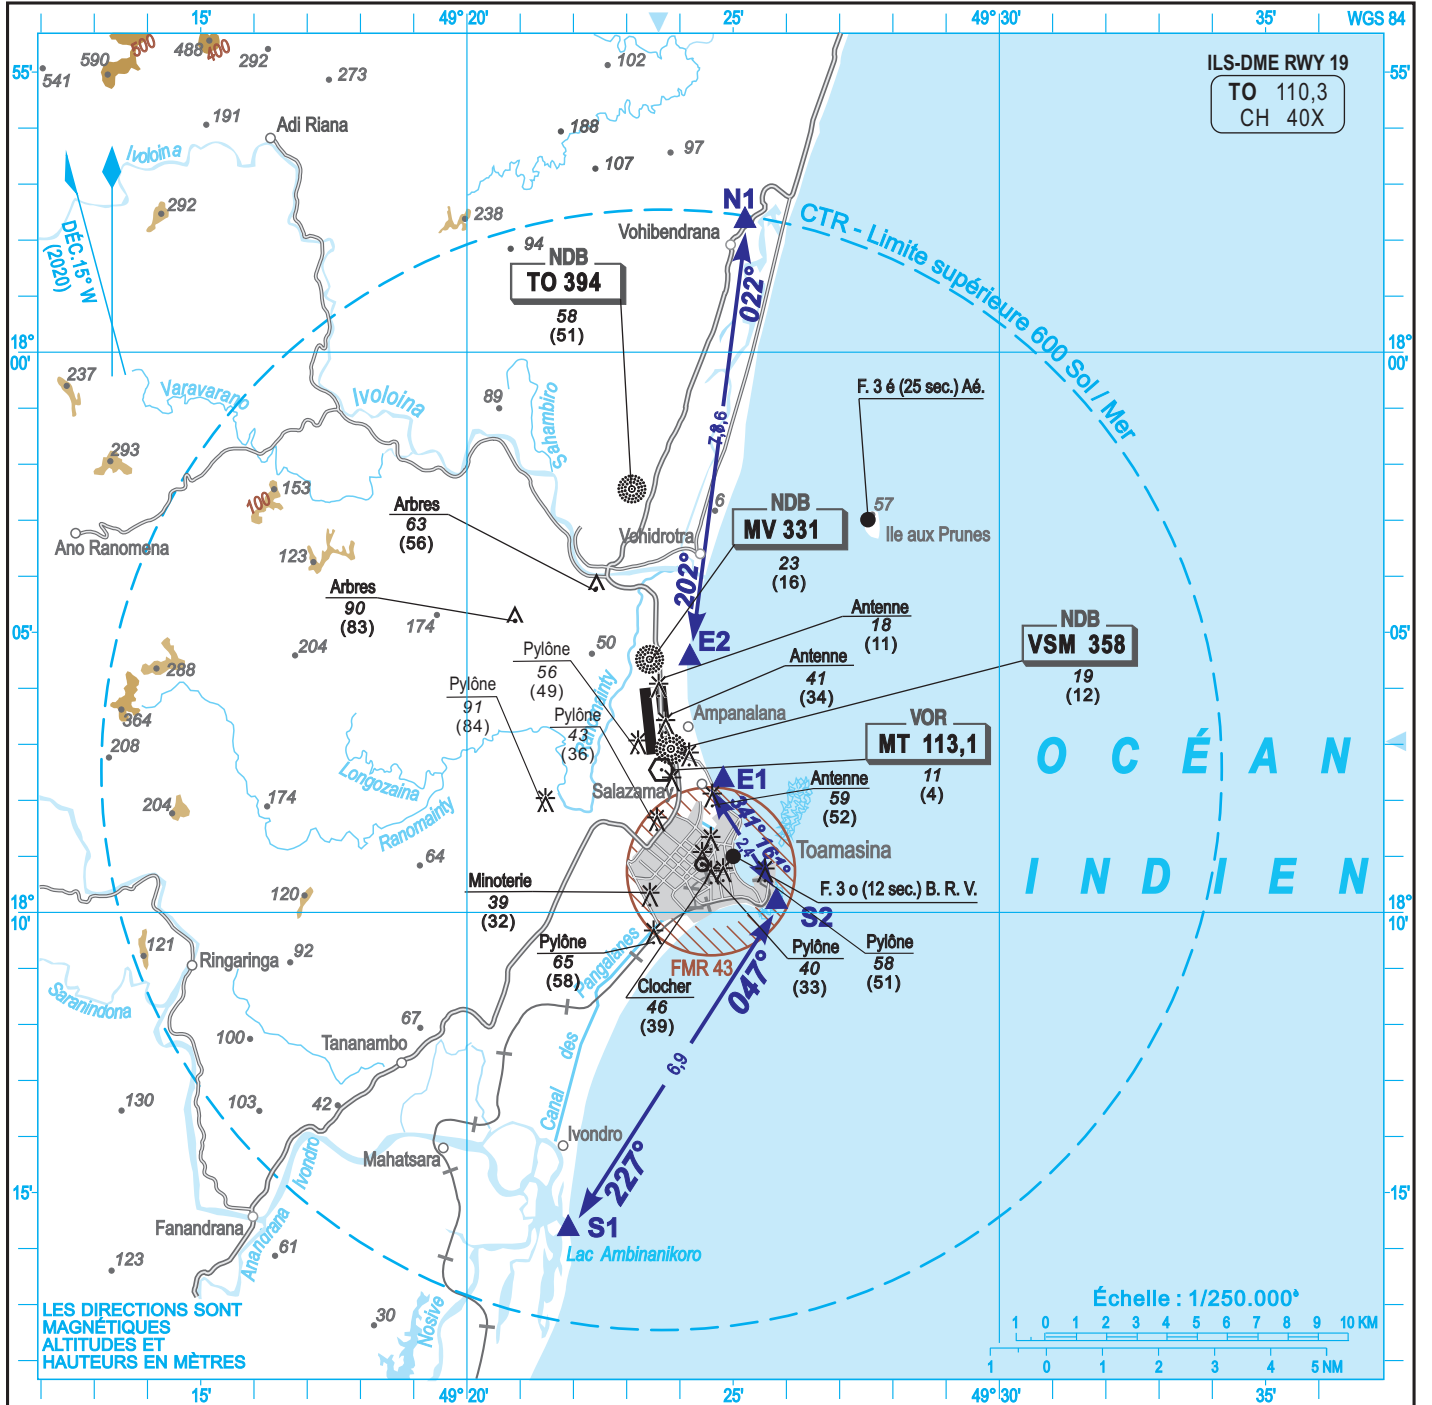 15'
49° 20'
25'
49° 30'
35'
WGS 84
55'
55'
ILS-DME RWY 19
TO 110,3
CH 40X
590
541
500
488
400
292
273
102
191
Adi Riana
188
97
107
Ivoloina
292
238
94
DÉC.15° W
(2020)
N1
Vohibendrana
CTR - Limite supérieure 600 Sol / Mer
NDB
TO 394
58
(51)
022°
18°
00'
18°
00'
237
Varavarano
Ivoloina
89
Sahambiro
F. 3 é (25 sec.) Aé.
293
153
100
Arbres
63
(56)
6
NDB
MV 331
23
(16)
57
Ile aux Prunes
Ano Ranomena
Vohidrotra
123
202°
Arbres
90
(83)
174
Antenne
18
(11)
NDB
VSM 358
19
(12)
05'
05'
204
50
E2
Pylône
56
(49)
Antenne
41
(34)
288
Pylône
91
(84)
Ranomainty
364
Pylône
43
(36)
Ampanalana
VOR
MT 113,1
11
(4)
208
OCÉAN
Longozaina
Salazamay
E1
Antenne
59
(52)
204
174
Ranomainty
341°
2,4
164°
Toamasina
64
INDIEN
Minoterie
39
(32)
F. 3 o (12 sec.) B. R. V.
120
18°
10'
S2
18°
10'
121
92
Ringaringa
Pylône
65
(58)
Pangalanes
FMR 43
Pylône
40
(33)
Pylône
58
(51)
Clocher
46
(39)
047°
Saranindona
67
100
Tananambo
des
6,9
130
103
42
Canal
Ivondro
Mahatsara
Ivondro
227°
15'
15'
Fanandrana
S1
Ananorana
61
Lac Ambinanikoro
123
30
Nosive
LES DIRECTIONS SONT
MAGNÉTIQUES
ALTITUDES ET
HAUTEURS EN MÈTRES
Échelle : 1/250.000è
1 0 1 2 3 4 5 6 7 8 9 10 KM
1 0 1 2 3 4 5 NM
15'
49° 20'
25'
49° 30'
35'